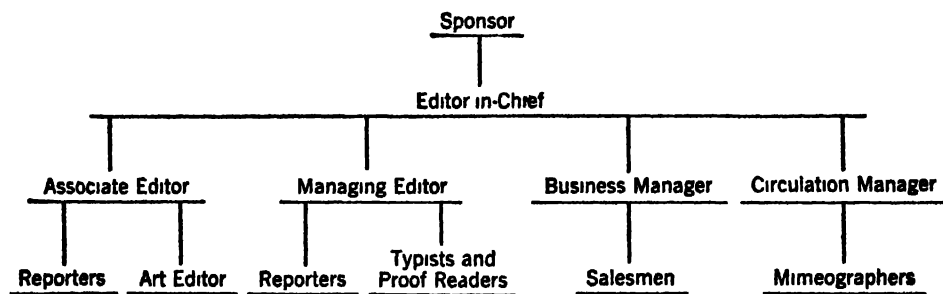 Sponsor
Editor in-Chief
Associate Editor
Managing Editor
Business Manager
Circulation Manager
Reporters
Art Editor
Reporters
Typists and
Proof Readers
Salesmen
Mimeographers